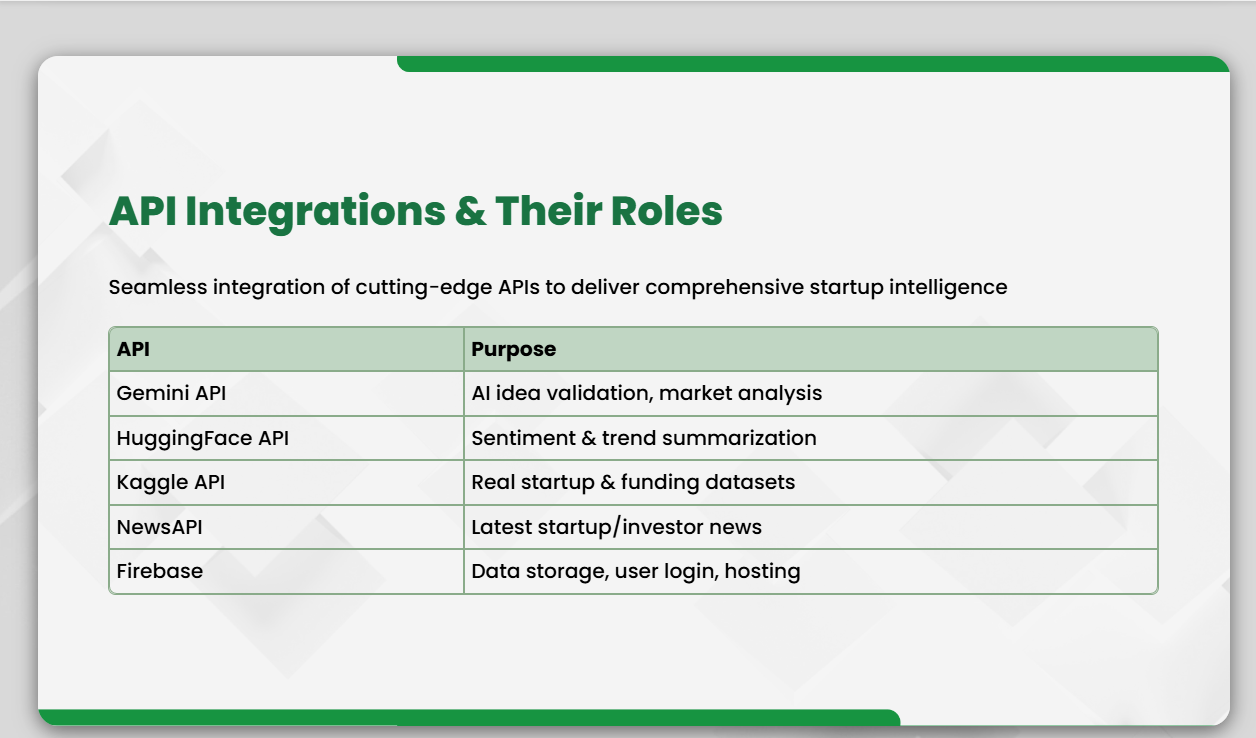 API Integrations & Their Roles
Seamless integration of cutting-edge APIs to deliver comprehensive startup intelligence
API Purpose
Gemini API AI idea validation, market analysis
HuggingFace API Sentiment & trend summarization
Kaggle API Real startup & funding datasets
NewsAPI Latest startup/investor news
Firebase Data storage, user login, hosting